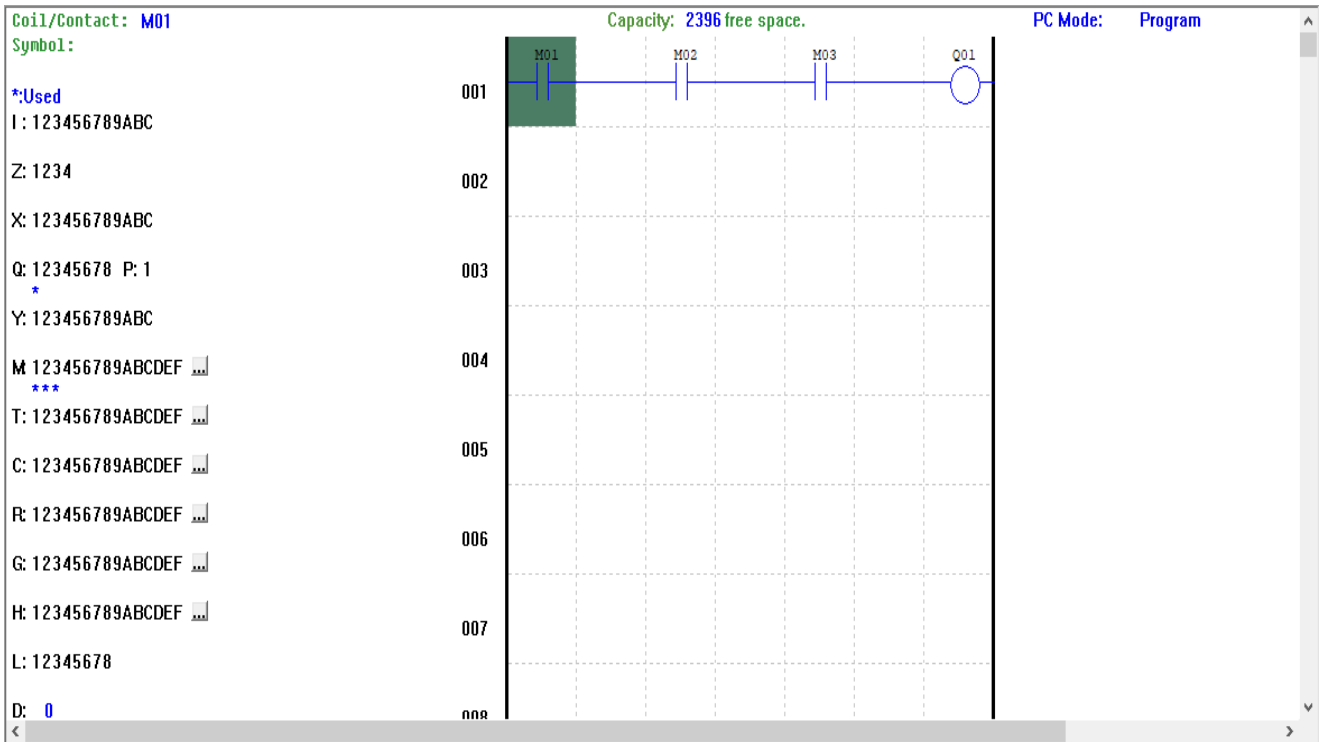 Coil/Contact: M01 Capacity: 2396 free space. PC Mode: Program
Symbol:
M01 M02 M03 Q01
001
*:Used
I: 123456789ABC
Z: 1234
002
X: 123456789ABC
Q: 12345678 P: 1
003
*
Y: 123456789ABC
M: 123456789ABCDEF ...
004
***
T: 123456789ABCDEF ...
005
C: 123456789ABCDEF ...
R: 123456789ABCDEF ...
006
G: 123456789ABCDEF ...
H: 123456789ABCDEF ...
007
L: 12345678
D: 0
008